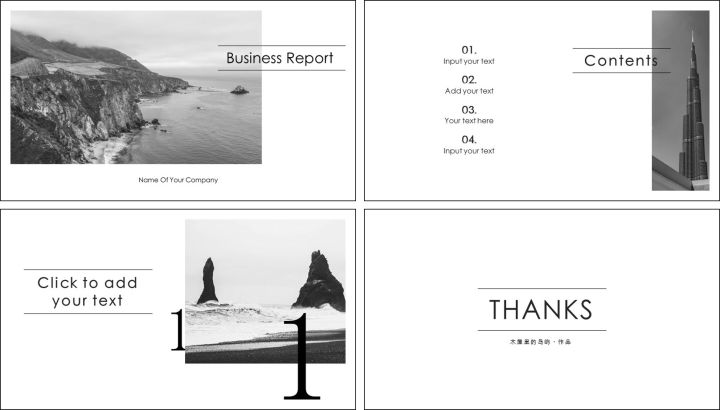 Business Report
Name Of Your Company
Contents
01.
Input your text
02.
Add your text
03.
Your text here
04.
Input your text
Click to add
your text
1
1
THANKS
木屋里的岛屿·作品